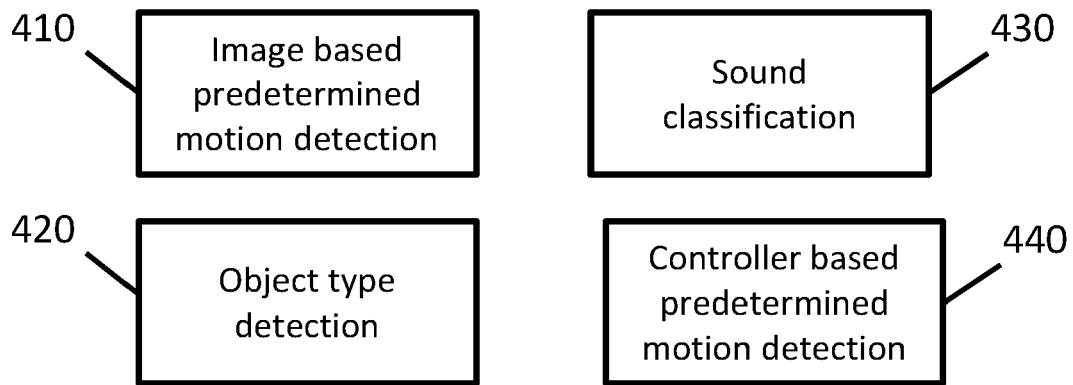 410
Image based
predetermined
motion detection
430
Sound
classification
420
Object type
detection
440
Controller based
predetermined
motion detection